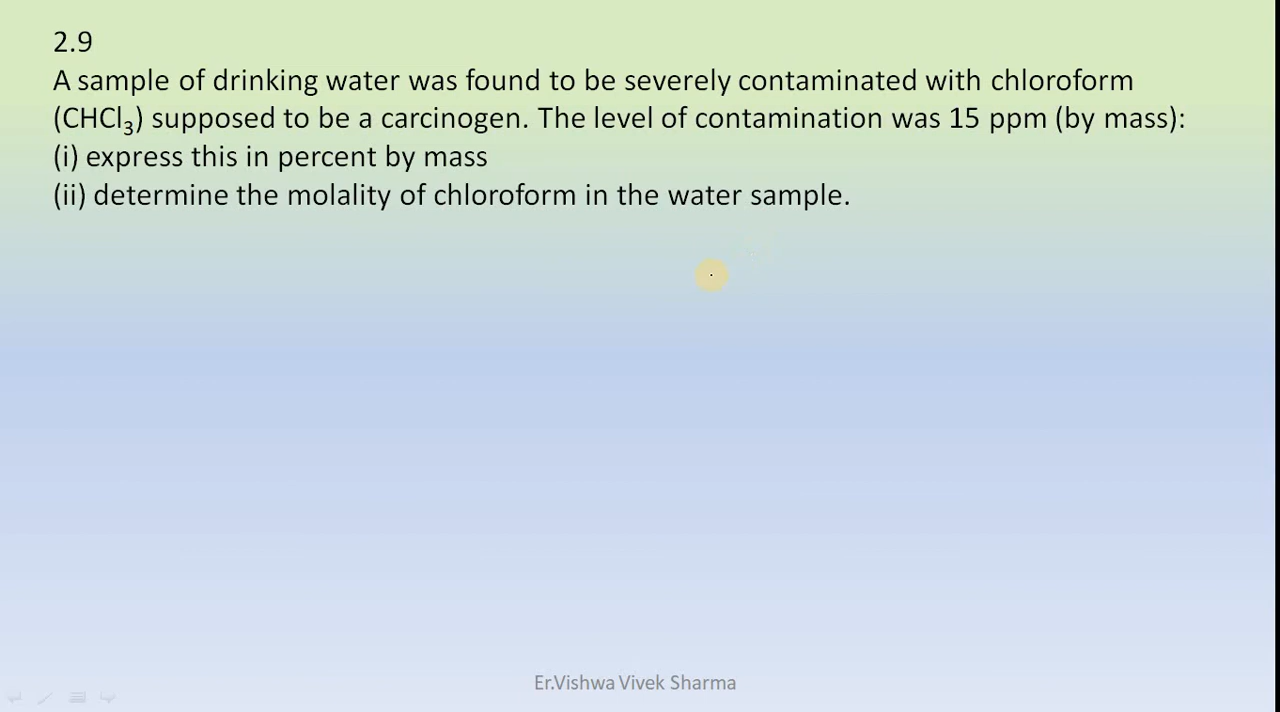 2.9
A sample of drinking water was found to be severely contaminated with chloroform
(CHCl₃) supposed to be a carcinogen. The level of contamination was 15 ppm (by mass):
(i) express this in percent by mass
(ii) determine the molality of chloroform in the water sample.
Er.Vishwa Vivek Sharma